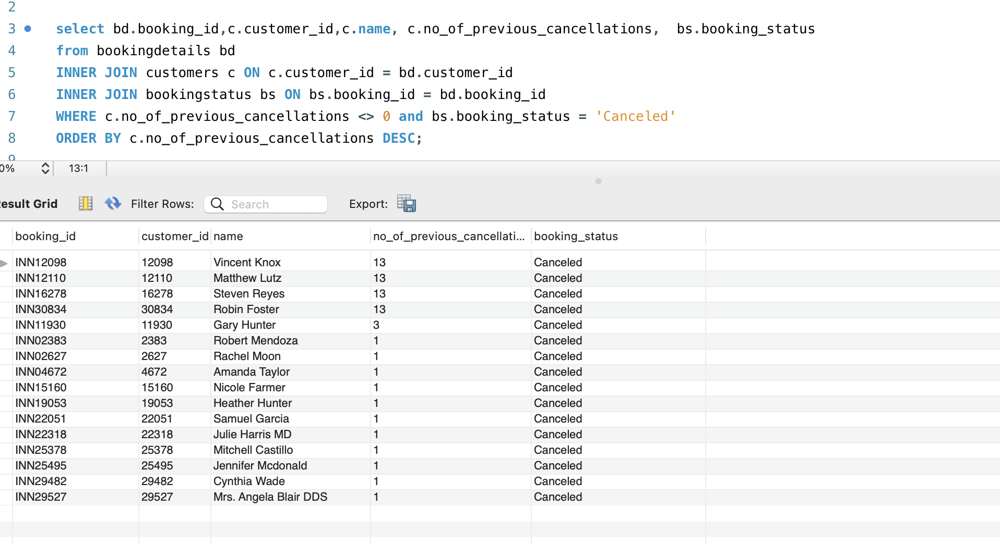 2
3 select bd.booking_id,c.customer_id,c.name, c.no_of_previous_cancellations,  bs.booking_status
4 from bookingdetails bd
5 INNER JOIN customers c ON c.customer_id = bd.customer_id
6 INNER JOIN bookingstatus bs ON bs.booking_id = bd.booking_id
7 WHERE c.no_of_previous_cancellations <> 0 and bs.booking_status = 'Canceled'
8 ORDER BY c.no_of_previous_cancellations DESC;
9
0% 13:1
esult Grid Filter Rows: Search Export:
booking_id customer_id name no_of_previous_cancellati... booking_status
INN12098 12098 Vincent Knox 13 Canceled
INN12110 12110 Matthew Lutz 13 Canceled
INN16278 16278 Steven Reyes 13 Canceled
INN30834 30834 Robin Foster 13 Canceled
INN11930 11930 Gary Hunter 3 Canceled
INN02383 2383 Robert Mendoza 1 Canceled
INN02627 2627 Rachel Moon 1 Canceled
INN04672 4672 Amanda Taylor 1 Canceled
INN15160 15160 Nicole Farmer 1 Canceled
INN19053 19053 Heather Hunter 1 Canceled
INN22051 22051 Samuel Garcia 1 Canceled
INN22318 22318 Julie Harris MD 1 Canceled
INN25378 25378 Mitchell Castillo 1 Canceled
INN25495 25495 Jennifer Mcdonald 1 Canceled
INN29482 29482 Cynthia Wade 1 Canceled
INN29527 29527 Mrs. Angela Blair DDS 1 Canceled